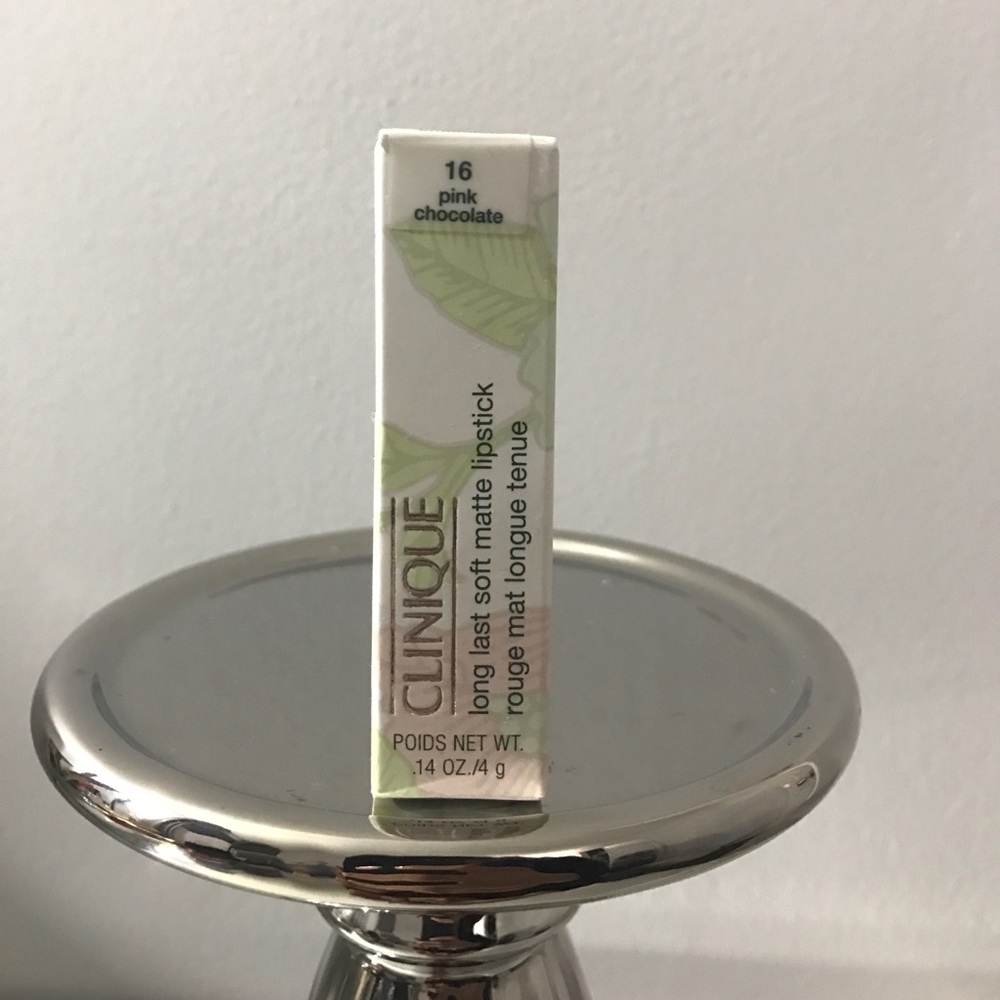 16
pink
chocolate
CLINIQUE
long last soft matte lipstick
rouge mat longue tenue
POIDS NET WT.
.14 OZ./4 g